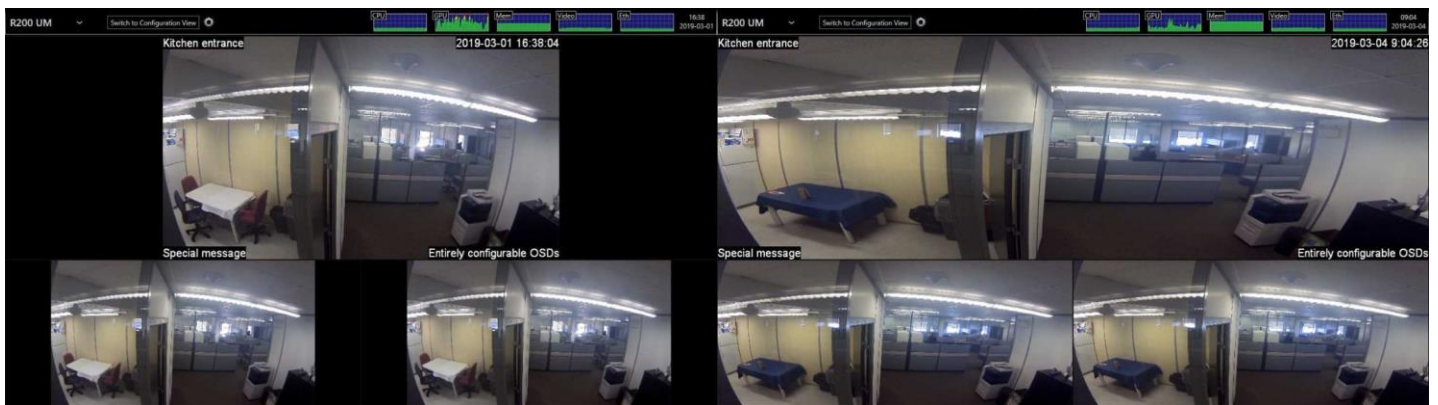 R200 UM Switch to Configuration View CPU GPU Mem Video Eth 16:38
2019-03-01
Kitchen entrance 2019-03-01 16:38:04
Special message Entirely configurable OSDs
R200 UM Switch to Configuration View CPU GPU Mem Video Eth 09:04
2019-03-04
Kitchen entrance 2019-03-04 9:04:26
Special message Entirely configurable OSDs